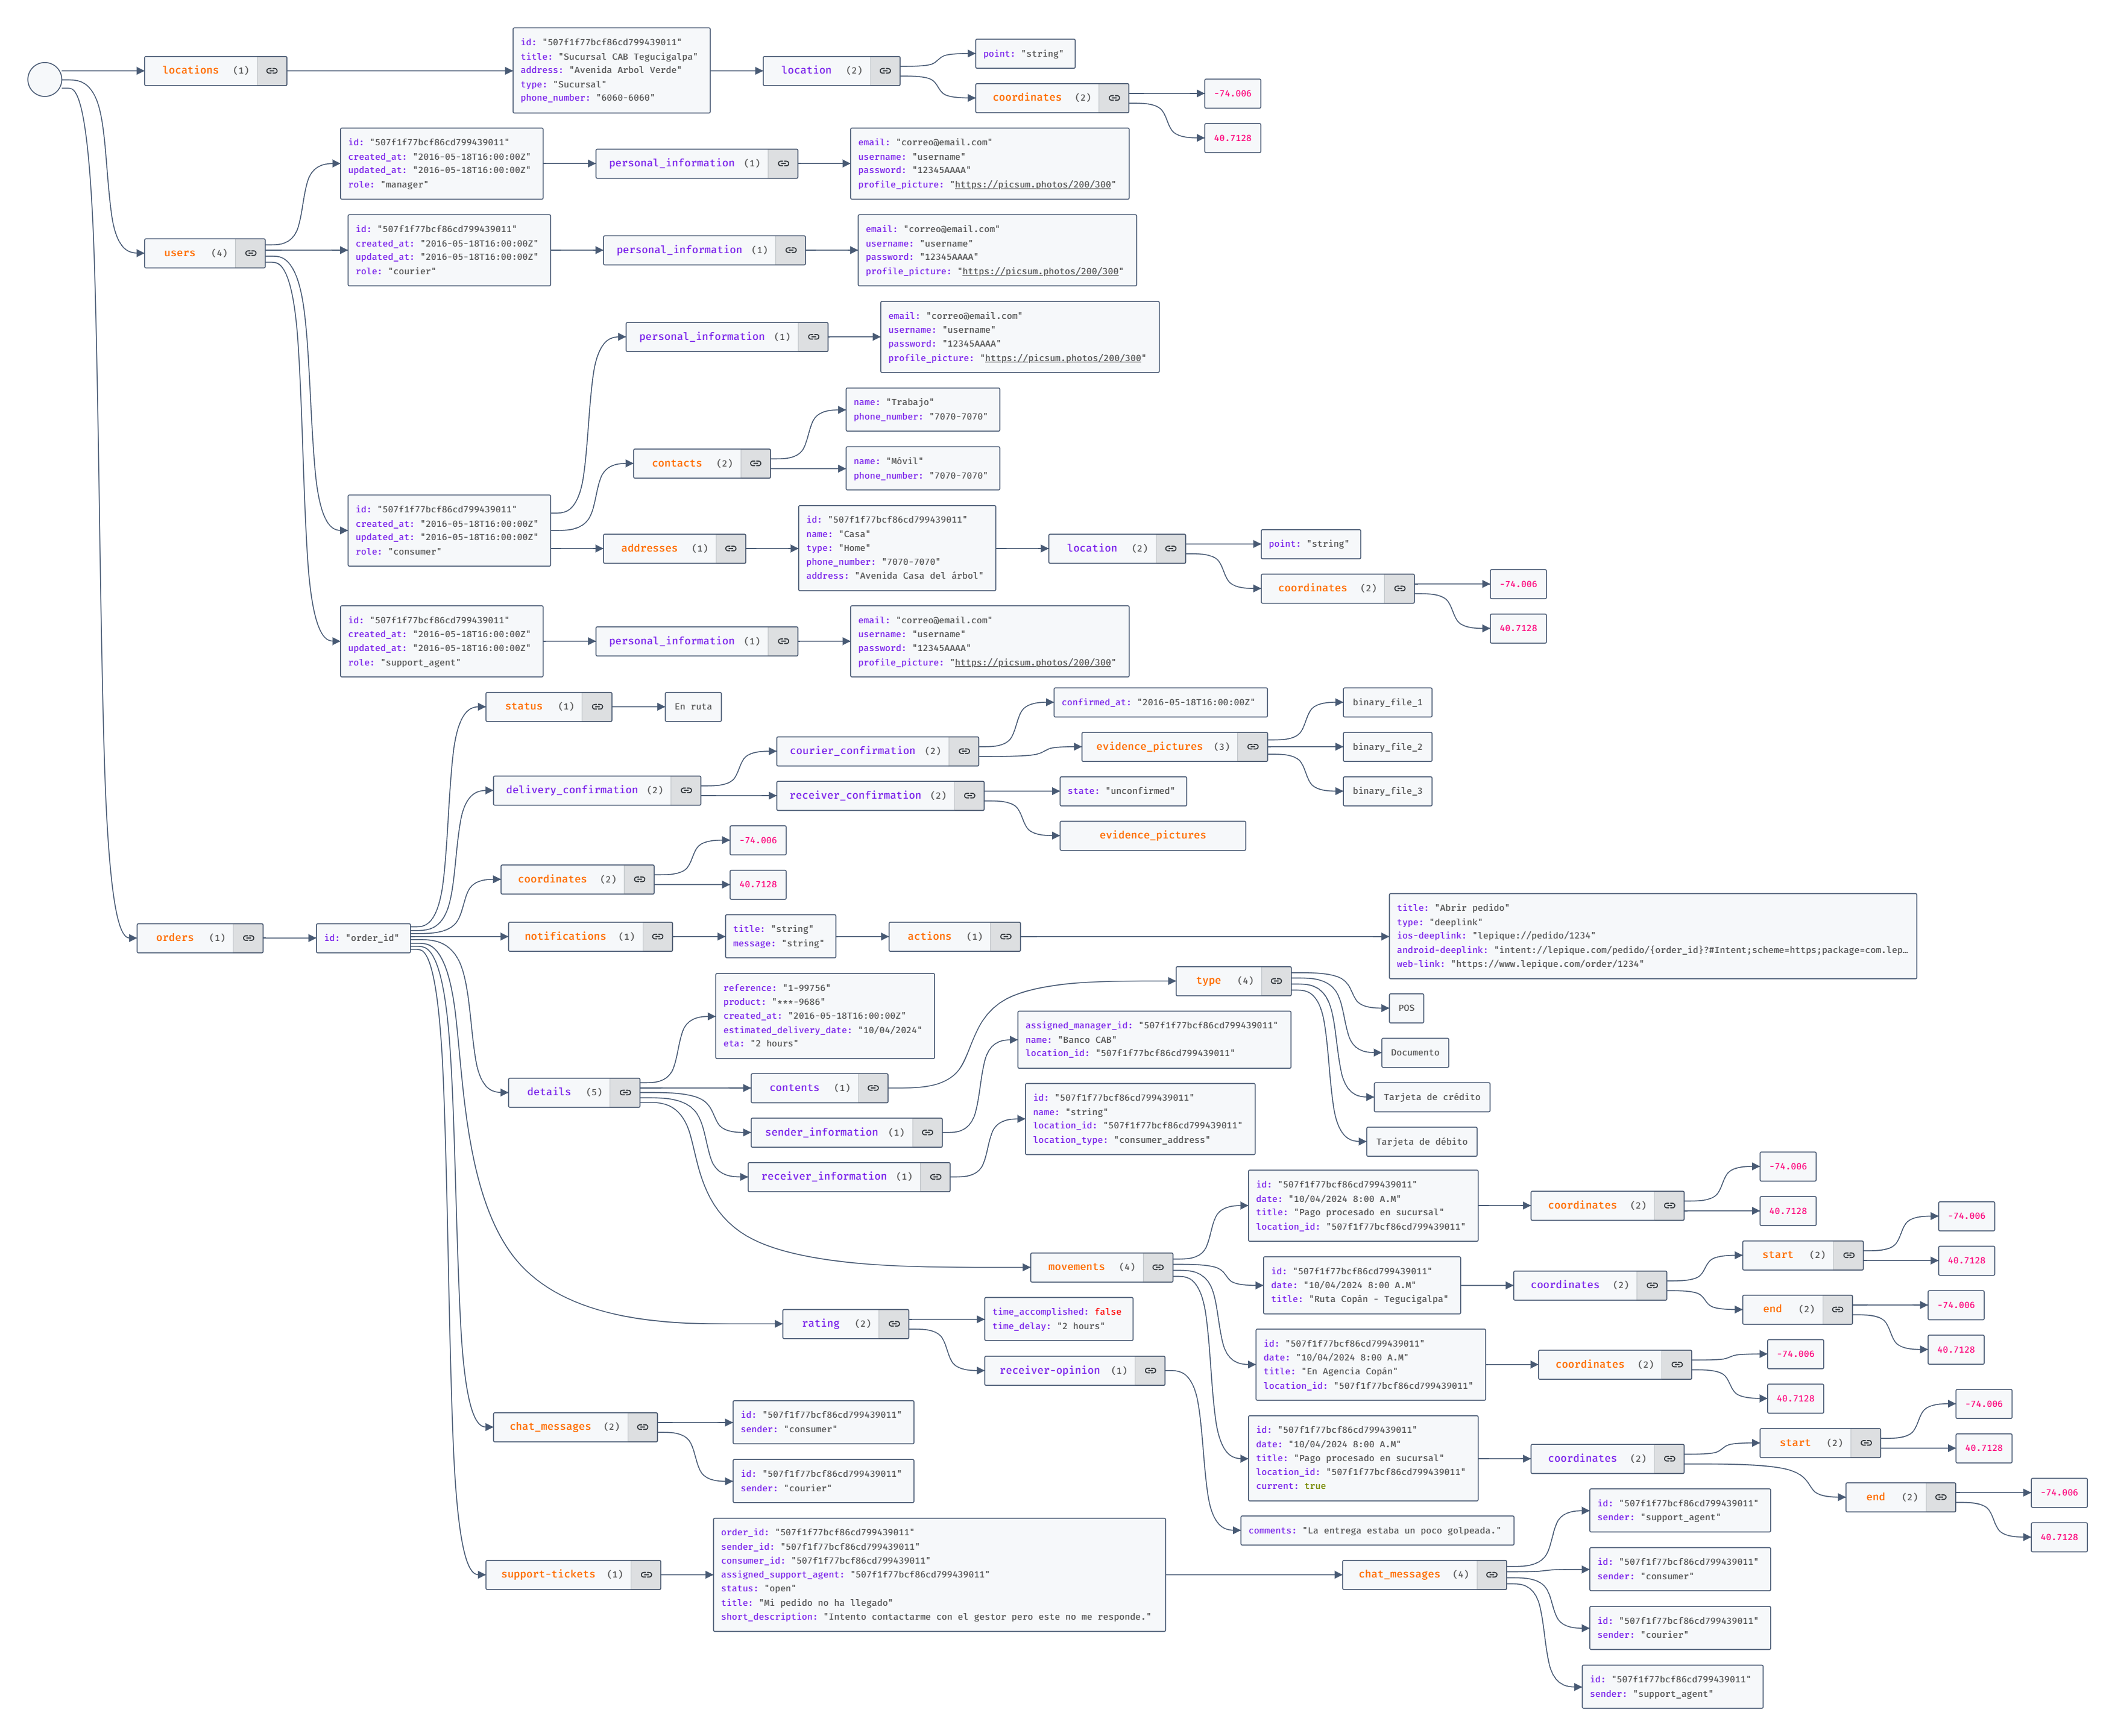 locations (1)
id: "507f1f77bcf86cd799439011"
title: "Sucursal CAB Tegucigalpa"
address: "Avenida Arbol Verde"
type: "Sucursal"
phone_number: "6060-6060"
location (2)
point: "string"
coordinates (2)
-74.006
40.7128
users (4)
id: "507f1f77bcf86cd799439011"
created_at: "2016-05-18T16:00:00Z"
updated_at: "2016-05-18T16:00:00Z"
role: "manager"
personal_information (1)
email: "correo@email.com"
username: "username"
password: "12345AAAA"
profile_picture: "https://picsum.photos/200/300"
id: "507f1f77bcf86cd799439011"
created_at: "2016-05-18T16:00:00Z"
updated_at: "2016-05-18T16:00:00Z"
role: "courier"
personal_information (1)
email: "correo@email.com"
username: "username"
password: "12345AAAA"
profile_picture: "https://picsum.photos/200/300"
id: "507f1f77bcf86cd799439011"
created_at: "2016-05-18T16:00:00Z"
updated_at: "2016-05-18T16:00:00Z"
role: "consumer"
personal_information (1)
email: "correo@email.com"
username: "username"
password: "12345AAAA"
profile_picture: "https://picsum.photos/200/300"
contacts (2)
name: "Trabajo"
phone_number: "7070-7070"
name: "Móvil"
phone_number: "7070-7070"
addresses (1)
id: "507f1f77bcf86cd799439011"
name: "Casa"
type: "Home"
phone_number: "7070-7070"
address: "Avenida Casa del árbol"
location (2)
point: "string"
coordinates (2)
-74.006
40.7128
id: "507f1f77bcf86cd799439011"
created_at: "2016-05-18T16:00:00Z"
updated_at: "2016-05-18T16:00:00Z"
role: "support_agent"
personal_information (1)
email: "correo@email.com"
username: "username"
password: "12345AAAA"
profile_picture: "https://picsum.photos/200/300"
orders (1)
id: "order_id"
status (1)
En ruta
delivery_confirmation (2)
courier_confirmation (2)
confirmed_at: "2016-05-18T16:00:00Z"
evidence_pictures (3)
binary_file_1
binary_file_2
binary_file_3
receiver_confirmation (2)
state: "unconfirmed"
evidence_pictures
coordinates (2)
-74.006
40.7128
notifications (1)
title: "string"
message: "string"
actions (1)
title: "Abrir pedido"
type: "deeplink"
ios-deeplink: "lepique://pedido/1234"
android-deeplink: "intent://lepique.com/pedido/{order_id}?#Intent;scheme=https;package=com.lep…
web-link: "https://www.lepique.com/order/1234"
details (5)
reference: "1-99756"
product: "***-9686"
created_at: "2016-05-18T16:00:00Z"
estimated_delivery_date: "10/04/2024"
eta: "2 hours"
contents (1)
type (4)
POS
Documento
Tarjeta de crédito
Tarjeta de débito
sender_information (1)
assigned_manager_id: "507f1f77bcf86cd799439011"
name: "Banco CAB"
location_id: "507f1f77bcf86cd799439011"
receiver_information (1)
id: "507f1f77bcf86cd799439011"
name: "string"
location_id: "507f1f77bcf86cd799439011"
location_type: "consumer_address"
movements (4)
id: "507f1f77bcf86cd799439011"
date: "10/04/2024 8:00 A.M"
title: "Pago procesado en sucursal"
location_id: "507f1f77bcf86cd799439011"
coordinates (2)
-74.006
40.7128
id: "507f1f77bcf86cd799439011"
date: "10/04/2024 8:00 A.M"
title: "Ruta Copán - Tegucigalpa"
coordinates (2)
start (2)
-74.006
40.7128
end (2)
-74.006
40.7128
id: "507f1f77bcf86cd799439011"
date: "10/04/2024 8:00 A.M"
title: "En Agencia Copán"
location_id: "507f1f77bcf86cd799439011"
coordinates (2)
-74.006
40.7128
id: "507f1f77bcf86cd799439011"
date: "10/04/2024 8:00 A.M"
title: "Pago procesado en sucursal"
location_id: "507f1f77bcf86cd799439011"
current: true
coordinates (2)
start (2)
-74.006
40.7128
end (2)
-74.006
40.7128
rating (2)
time_accomplished: false
time_delay: "2 hours"
receiver-opinion (1)
comments: "La entrega estaba un poco golpeada."
chat_messages (2)
id: "507f1f77bcf86cd799439011"
sender: "consumer"
id: "507f1f77bcf86cd799439011"
sender: "courier"
support-tickets (1)
order_id: "507f1f77bcf86cd799439011"
sender_id: "507f1f77bcf86cd799439011"
consumer_id: "507f1f77bcf86cd799439011"
assigned_support_agent: "507f1f77bcf86cd799439011"
status: "open"
title: "Mi pedido no ha llegado"
short_description: "Intento contactarme con el gestor pero este no me responde."
chat_messages (4)
id: "507f1f77bcf86cd799439011"
sender: "support_agent"
id: "507f1f77bcf86cd799439011"
sender: "consumer"
id: "507f1f77bcf86cd799439011"
sender: "courier"
id: "507f1f77bcf86cd799439011"
sender: "support_agent"